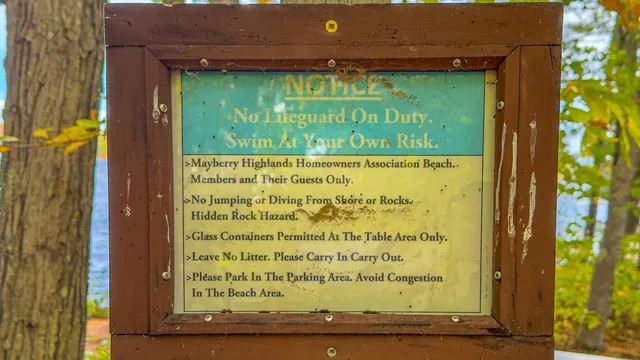 NOTICE
No Lifeguard On Duty.
Swim At Your Own Risk.
>Mayberry Highlands Homeowners Association Beach.
Members and Their Guests Only.
>No Jumping or Diving From Shore or Rocks.
Hidden Rock Hazard.
>Glass Containers Permitted At The Table Area Only.
>Leave No Litter. Please Carry In Carry Out.
>Please Park In The Parking Area. Avoid Congestion
In The Beach Area.